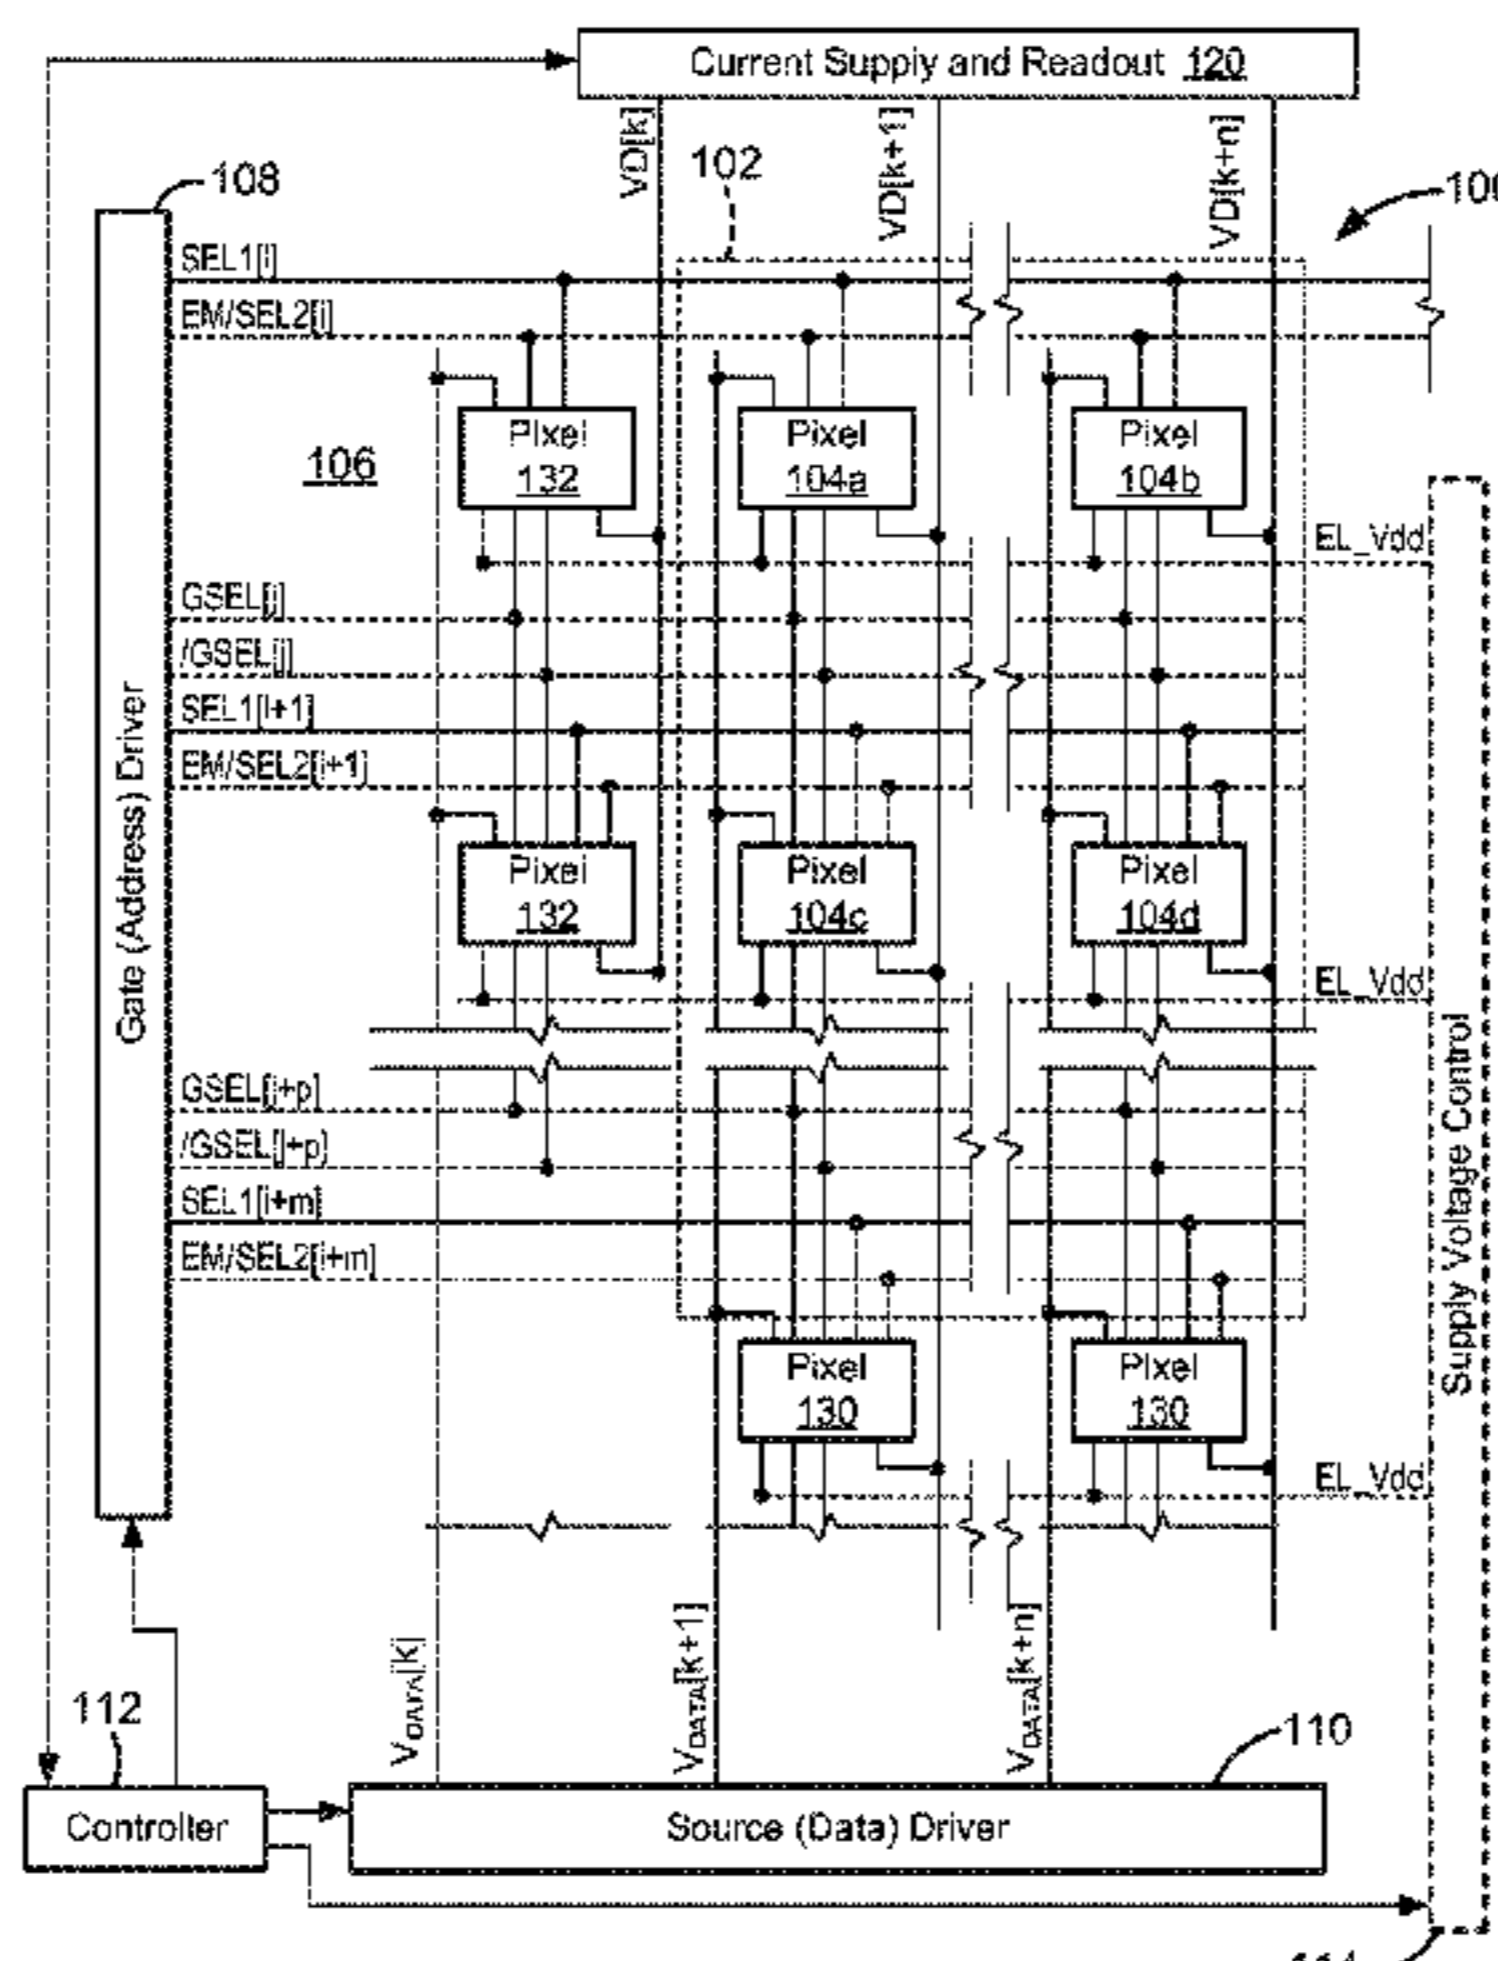 Current Supply and Readout 120
VD[k]
VD[k+1]
VD[k+n]
102
108
SEL1[i]
EM/SEL2[i]
Pixel
132
Pixel
104a
Pixel
104b
106
EL_Vdd
GSEL[j]
/GSEL[j]
SEL1[i+1]
EM/SEL2[i+1]
Gate (Address) Driver
Pixel
132
Pixel
104c
Pixel
104d
EL_Vdd
Supply Voltage Control
GSEL[j+p]
/GSEL[j+p]
SEL1[i+m]
EM/SEL2[i+m]
Pixel
130
Pixel
130
EL_Vdd
VDATA[k]
VDATA[k+1]
VDATA[k+n]
112
110
Controller
Source (Data) Driver